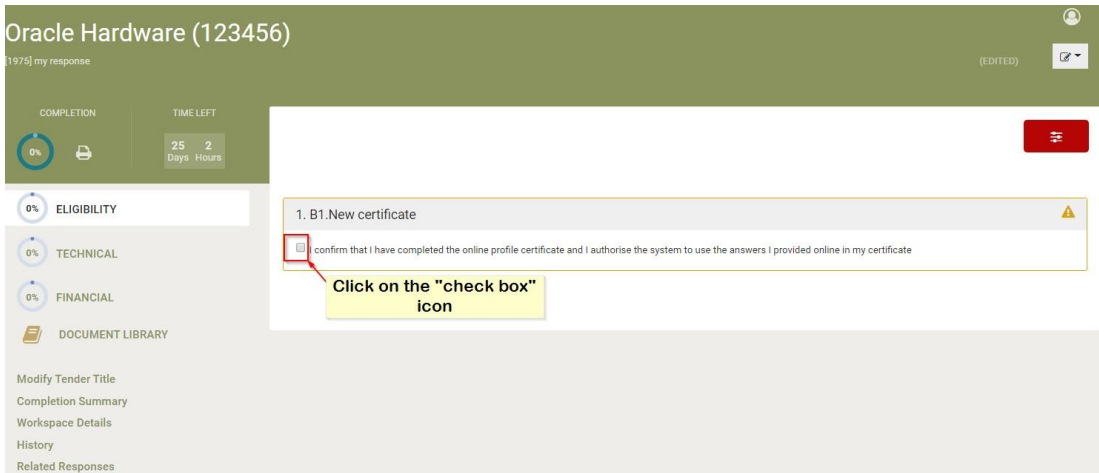 Oracle Hardware (123456)
[1975] my response
(EDITED)
COMPLETION
TIME LEFT
0%
25 2
Days Hours
0% ELIGIBILITY
0% TECHNICAL
0% FINANCIAL
DOCUMENT LIBRARY
Modify Tender Title
Completion Summary
Workspace Details
History
Related Responses
1. B1.New certificate
I confirm that I have completed the online profile certificate and I authorise the system to use the answers I provided online in my certificate
Click on the "check box"
icon